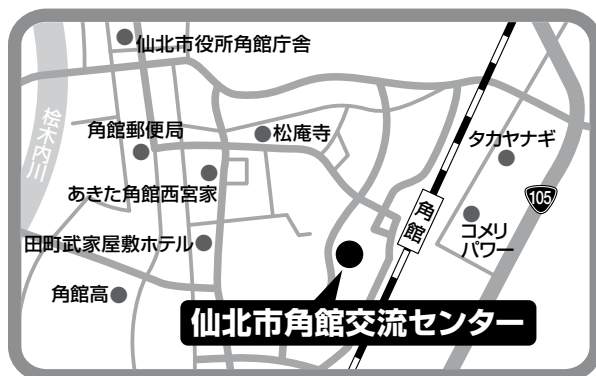 仙北市役所角館庁舎
桧木内川
角館郵便局
松庵寺
タカヤナギ
あきた角館西宮家
105
角館
コメリ
パワー
田町武家屋敷ホテル
角館高
仙北市角館交流センター